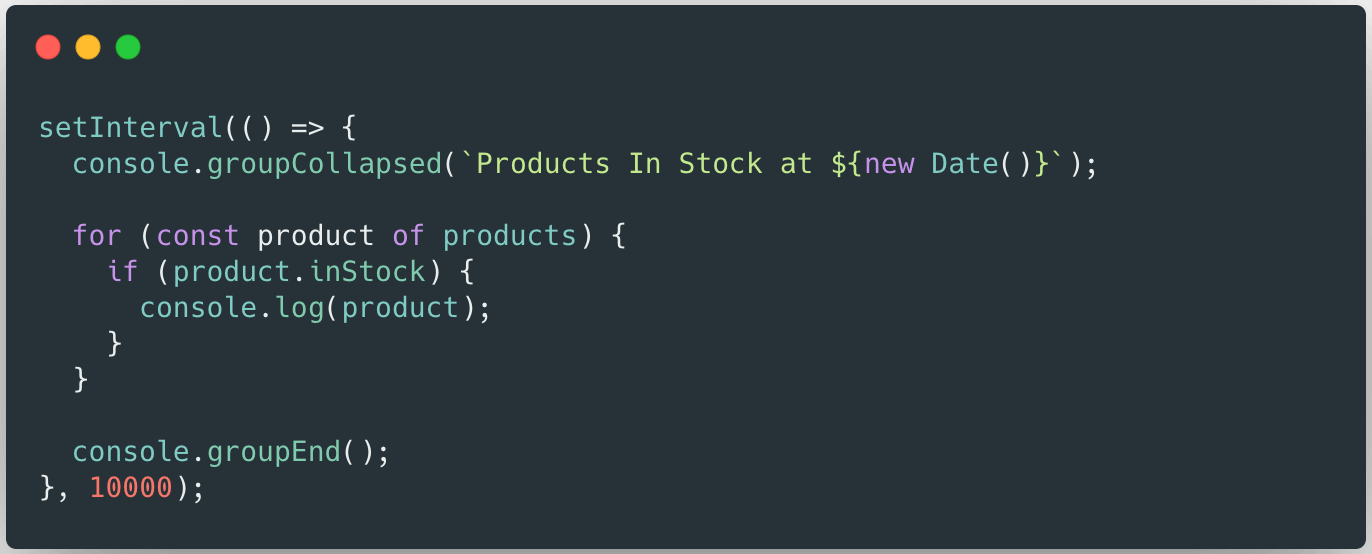 setInterval(() => {
  console.groupCollapsed(`Products In Stock at ${new Date()}`);

  for (const product of products) {
    if (product.inStock) {
      console.log(product);
    }
  }

  console.groupEnd();
}, 10000);